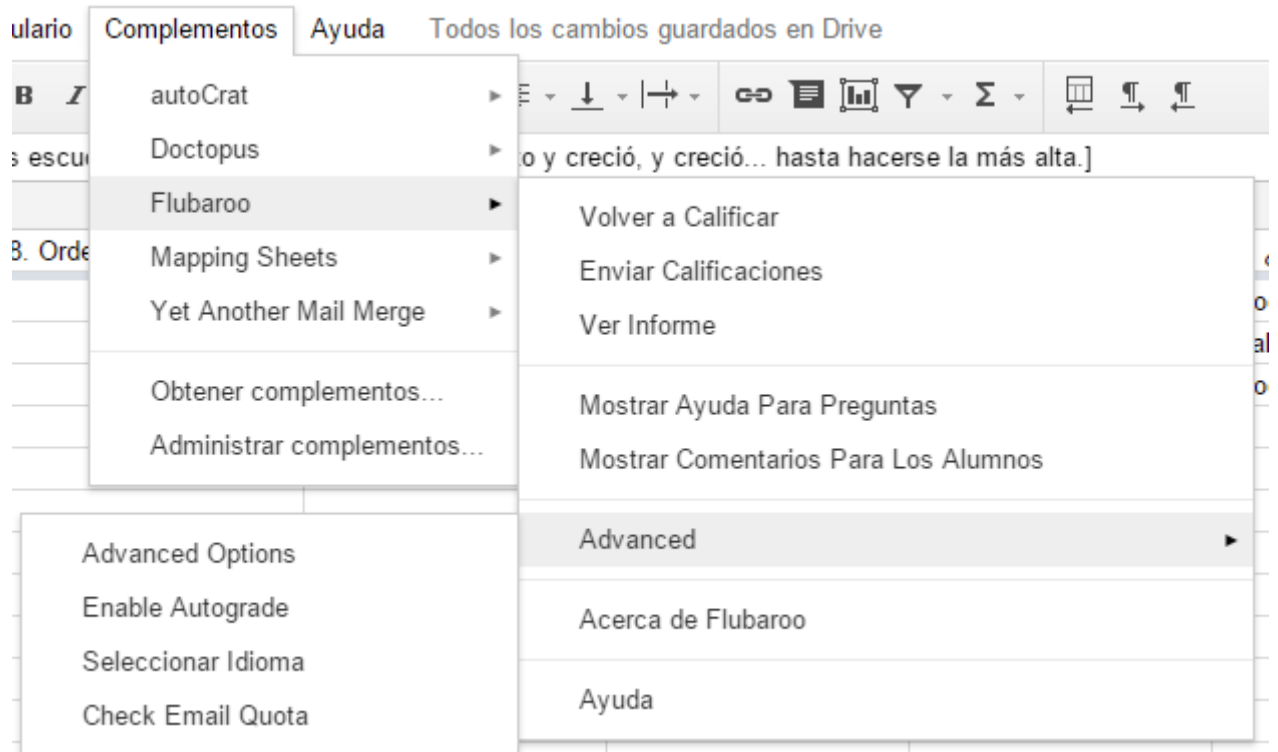 ulario Complementos Ayuda Todos los cambios guardados en Drive
B I Σ
s escu o y creció, y creció... hasta hacerse la más alta.]
autoCrat
Doctopus
Flubaroo
Mapping Sheets
Yet Another Mail Merge
Obtener complementos...
Administrar complementos...
8. Orde
Volver a Calificar
Enviar Calificaciones
Ver Informe
Mostrar Ayuda Para Preguntas
Mostrar Comentarios Para Los Alumnos
Advanced
Acerca de Flubaroo
Ayuda
Advanced Options
Enable Autograde
Seleccionar Idioma
Check Email Quota